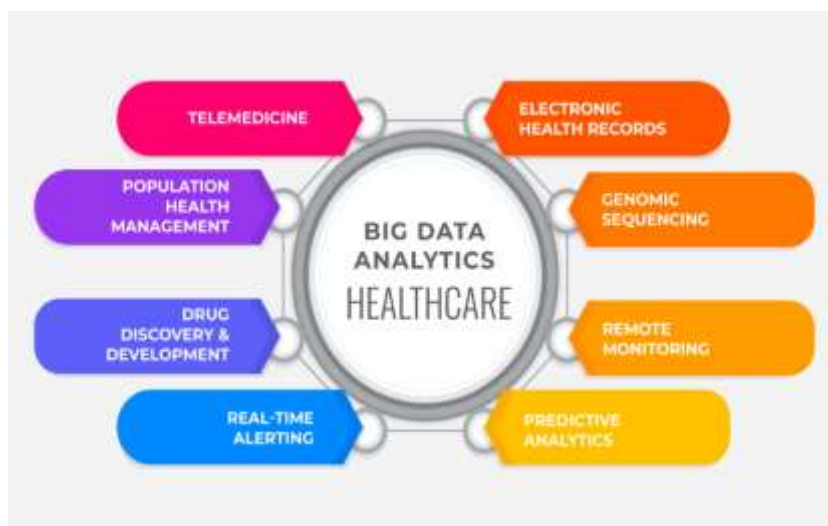 TELEMEDICINE
ELECTRONIC
HEALTH RECORDS
POPULATION
HEALTH
MANAGEMENT
GENOMIC
SEQUENCING
BIG DATA
ANALYTICS
HEALTHCARE
DRUG
DISCOVERY &
DEVELOPMENT
REMOTE
MONITORING
REAL-TIME
ALERTING
PREDICTIVE
ANALYTICS